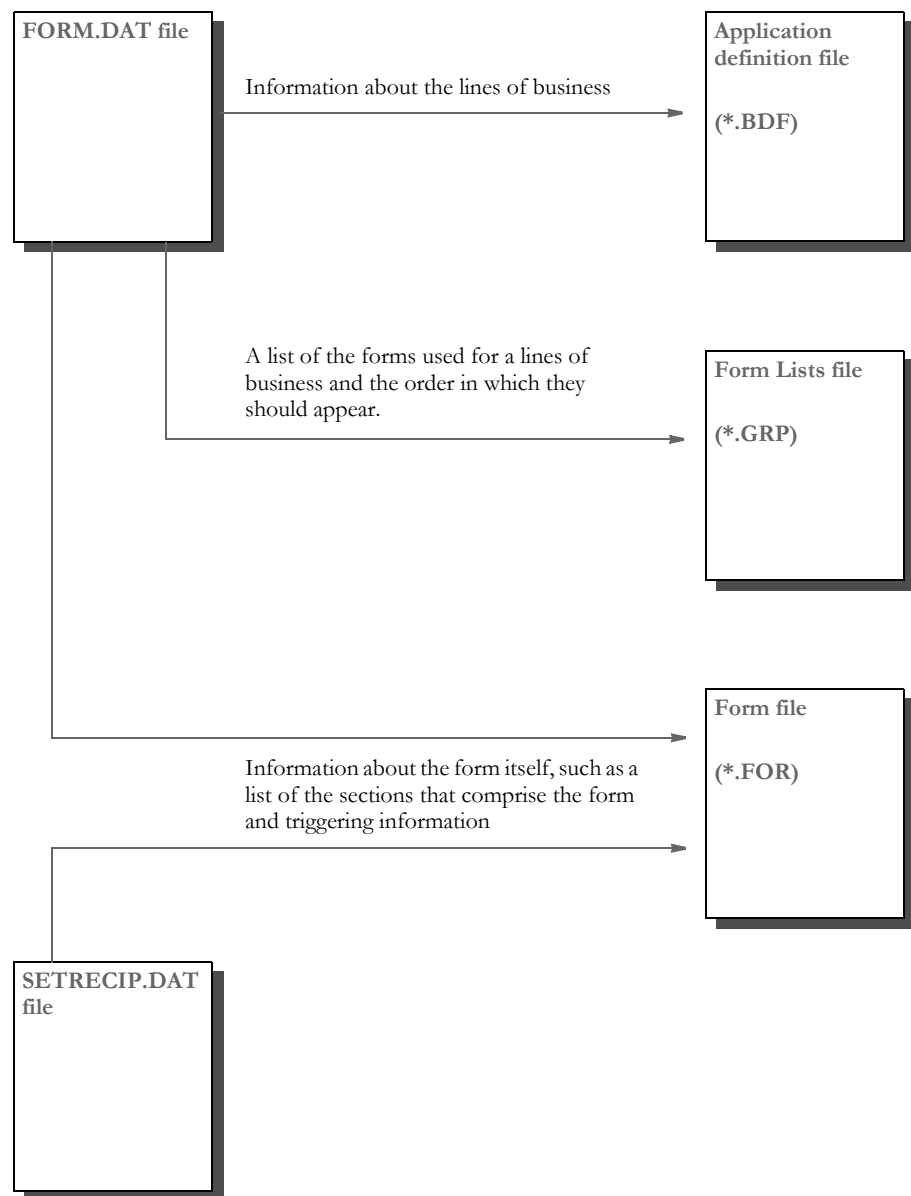 FORM.DAT file
Information about the lines of business
Application
definition file
(*.BDF)
A list of the forms used for a lines of
business and the order in which they
should appear.
Form Lists file
(*.GRP)
Form file
(*.FOR)
Information about the form itself, such as a
list of the sections that comprise the form
and triggering information
SETRECIP.DAT
file